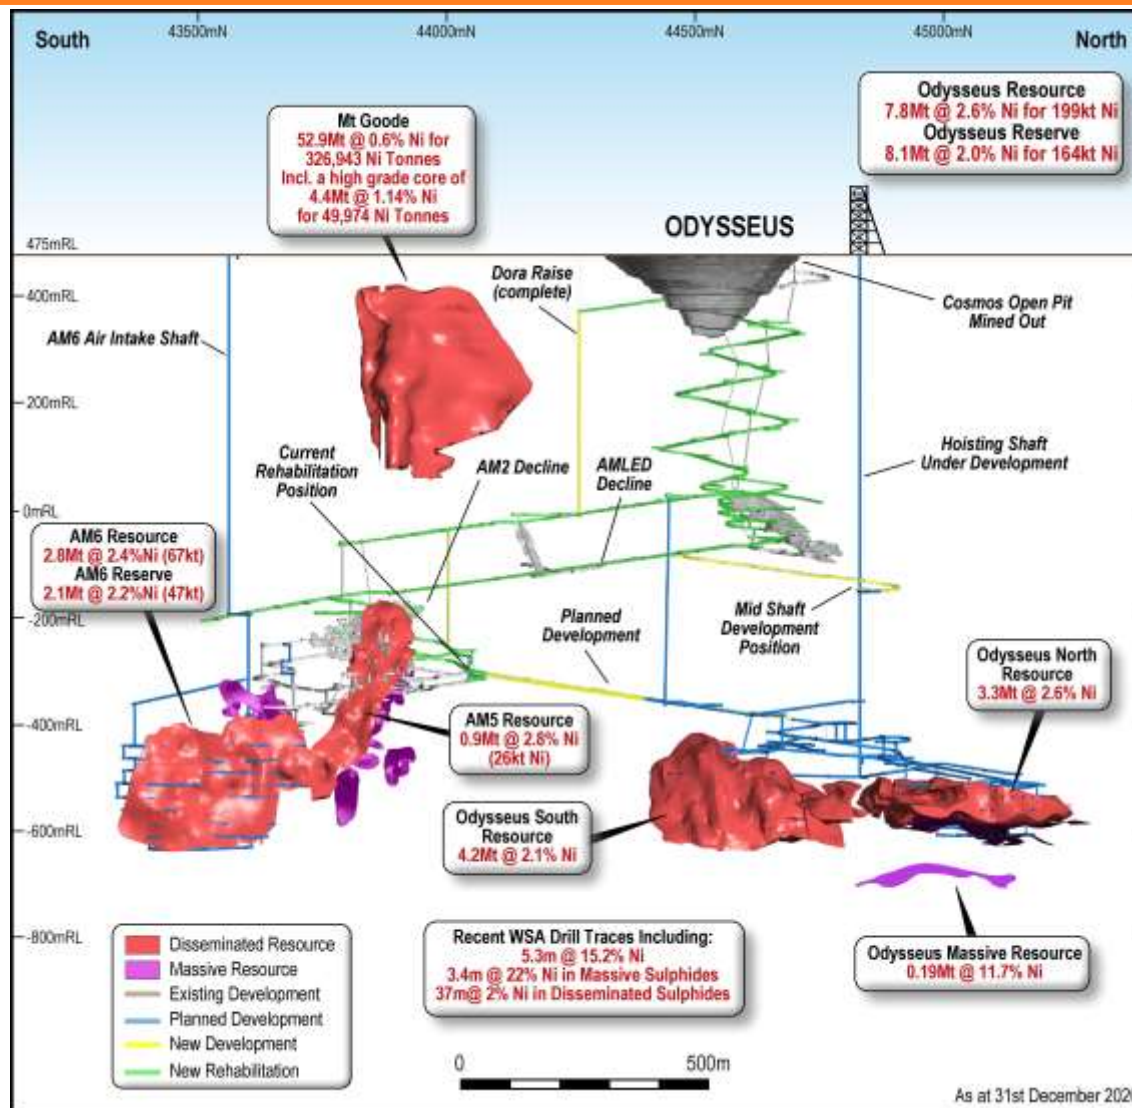 South
43500mN
44000mN
44500mN
45000mN
North
Mt Goode
52.9Mt @ 0.6% Ni for
326,943 Ni Tonnes
Incl. a high grade core of
4.4Mt @ 1.14% Ni
for 49,974 Ni Tonnes
Odysseus Resource
7.8Mt @ 2.6% Ni for 199kt Ni
Odysseus Reserve
8.1Mt @ 2.0% Ni for 164kt Ni
ODYSSEUS
475mRL
400mRL
200mRL
0mRL
-200mRL
-400mRL
-600mRL
-800mRL
AM6 Air Intake Shaft
Dora Raise
(complete)
Cosmos Open Pit
Mined Out
Current
Rehabilitation
Position
AM2 Decline
AMLED
Decline
Hoisting Shaft
Under Development
AM6 Resource
2.8Mt @ 2.4%Ni (67kt)
AM6 Reserve
2.1Mt @ 2.2%Ni (47kt)
Planned
Development
Mid Shaft
Development
Position
Odysseus North
Resource
3.3Mt @ 2.6% Ni
AM5 Resource
0.9Mt @ 2.8% Ni
(26kt Ni)
Odysseus South
Resource
4.2Mt @ 2.1% Ni
Odysseus Massive Resource
0.19Mt @ 11.7% Ni
Recent WSA Drill Traces Including:
5.3m @ 15.2% Ni
3.4m @ 22% Ni in Massive Sulphides
37m@ 2% Ni in Disseminated Sulphides
Disseminated Resource
Massive Resource
Existing Development
Planned Development
New Development
New Rehabilitation
0
500m
As at 31st December 2020